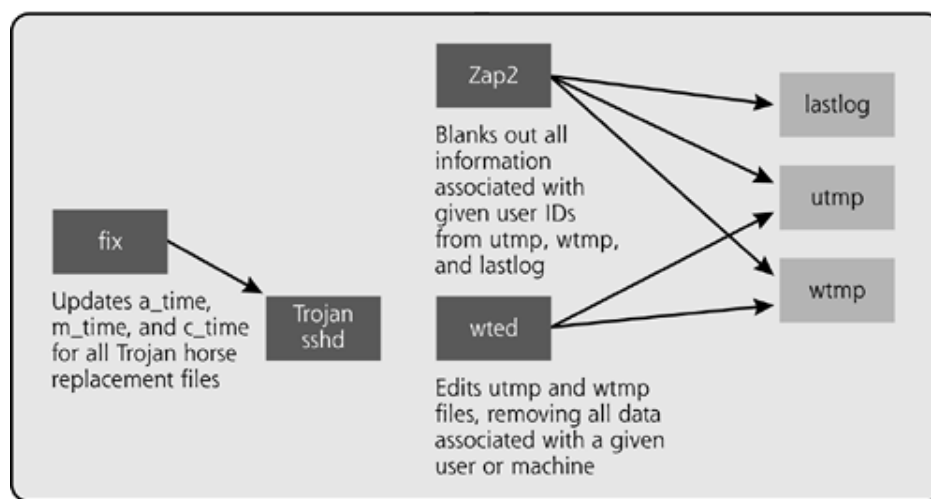 fix
Updates a_time,
m_time, and c_time
for all Trojan horse
replacement files
Trojan
sshd
Zap2
Blanks out all
information
associated with
given user IDs
from utmp, wtmp,
and lastlog
wted
Edits utmp and wtmp
files, removing all data
associated with a given
user or machine
lastlog
utmp
wtmp